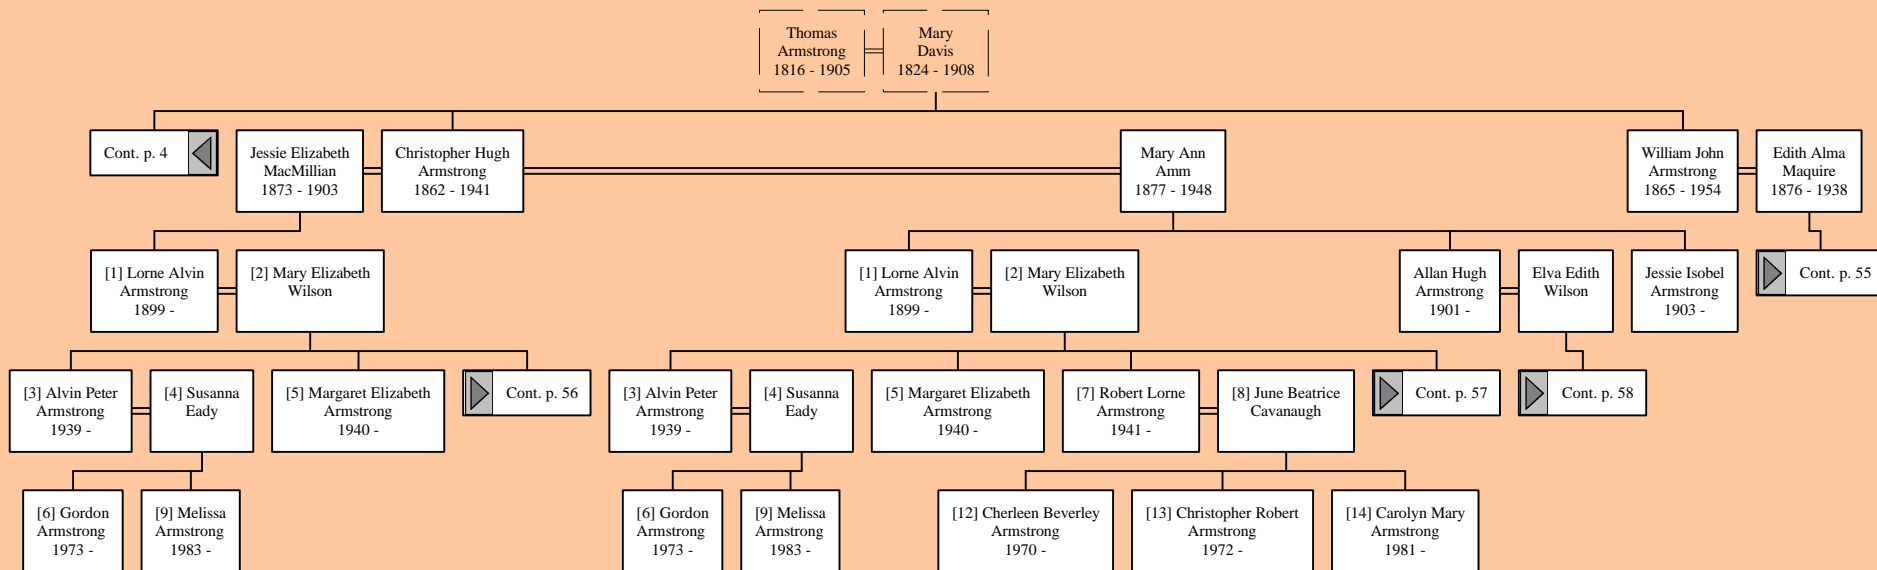 Thomas
Armstrong
1816 - 1905
Mary
Davis
1824 - 1908
Cont. p. 4
Jessie Elizabeth
MacMillian
1873 - 1903
Christopher Hugh
Armstrong
1862 - 1941
Mary Ann
Amm
1877 - 1948
William John
Armstrong
1865 - 1954
Edith Alma
Maquire
1876 - 1938
[1] Lorne Alvin
Armstrong
1899 -
[2] Mary Elizabeth
Wilson
[1] Lorne Alvin
Armstrong
1899 -
[2] Mary Elizabeth
Wilson
Allan Hugh
Armstrong
1901 -
Elva Edith
Wilson
Jessie Isobel
Armstrong
1903 -
Cont. p. 55
[3] Alvin Peter
Armstrong
1939 -
[4] Susanna
Eady
[5] Margaret Elizabeth
Armstrong
1940 -
Cont. p. 56
[3] Alvin Peter
Armstrong
1939 -
[4] Susanna
Eady
[5] Margaret Elizabeth
Armstrong
1940 -
[7] Robert Lorne
Armstrong
1941 -
[8] June Beatrice
Cavanaugh
Cont. p. 57
Cont. p. 58
[6] Gordon
Armstrong
1973 -
[9] Melissa
Armstrong
1983 -
[6] Gordon
Armstrong
1973 -
[9] Melissa
Armstrong
1983 -
[12] Cherleen Beverley
Armstrong
1970 -
[13] Christopher Robert
Armstrong
1972 -
[14] Carolyn Mary
Armstrong
1981 -